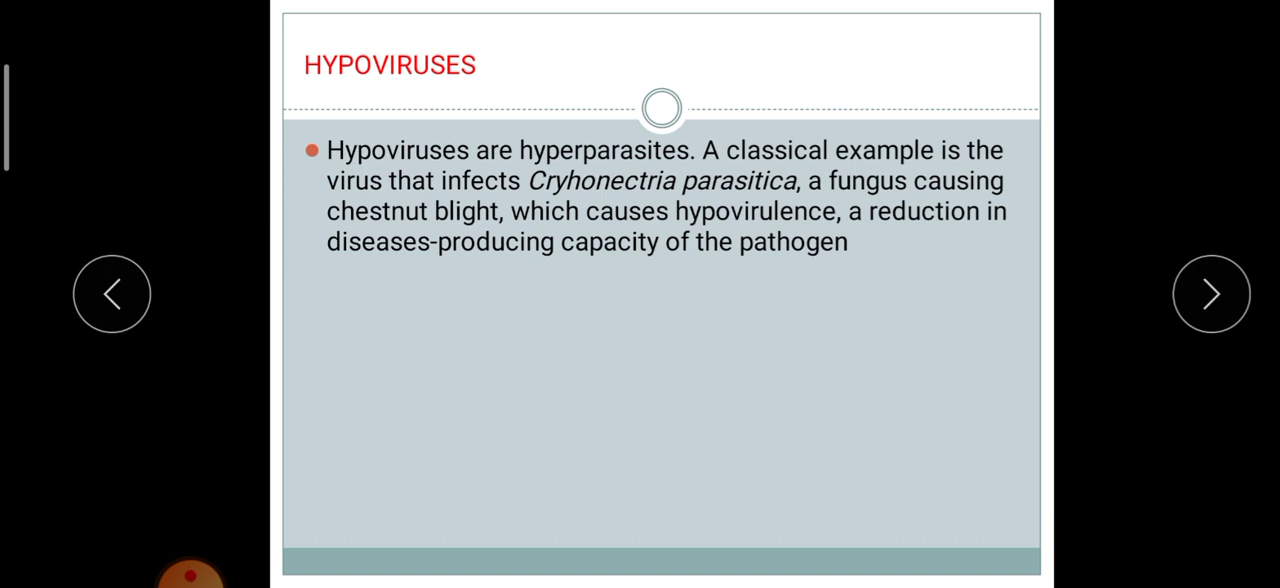 HYPOVIRUSES
Hypoviruses are hyperparasites. A classical example is the
virus that infects Cryhonectria parasitica, a fungus causing
chestnut blight, which causes hypovirulence, a reduction in
diseases-producing capacity of the pathogen